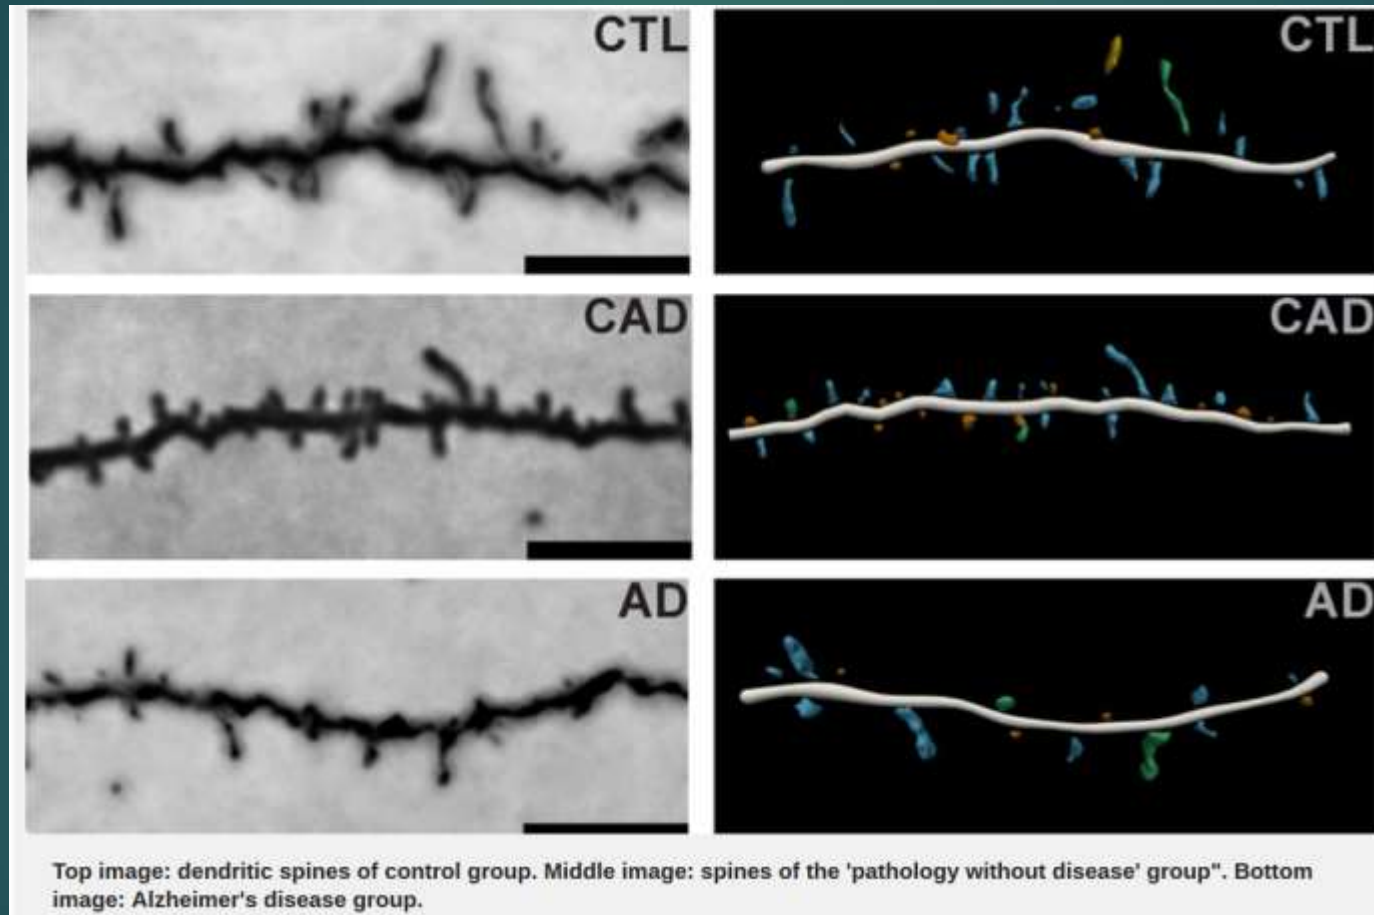 CTL CTL
CAD CAD
AD AD
Top image: dendritic spines of control group. Middle image: spines of the 'pathology without disease' group". Bottom
image: Alzheimer's disease group.